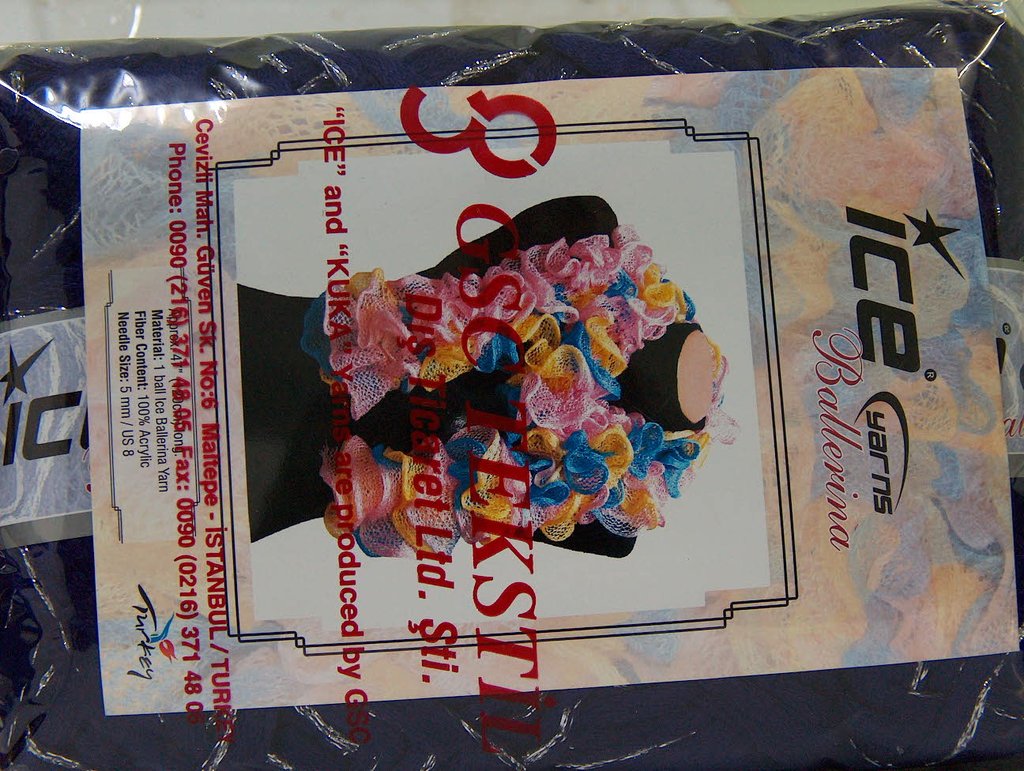 ICE® yarns
Ballerina
GSC TEKSTİL
Dış Ticaret Ltd. Şti.
"ICE" and "KUKA" Yarns are produced by GSC
Cevizli Mah. Güven Sk. No:6 Maltepe - İSTANBUL / TURKEY
Phone: 0090 (216) 371 48 05 Fax: 0090 (0216) 371 48 06
Material: 1 ball Ice Ballerina Yarn
Fiber Content: 100% Acrylic
Needle Size: 5 mm / US 8
Turkey